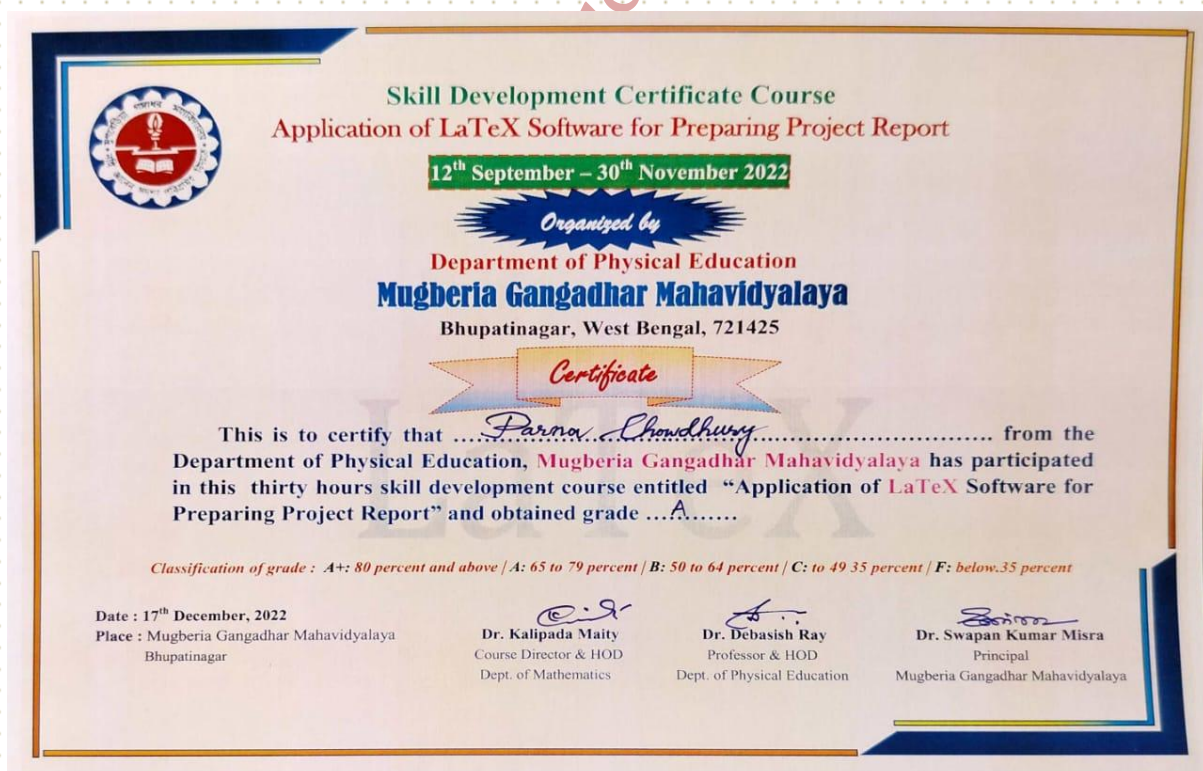 Skill Development Certificate Course
Application of LaTeX Software for Preparing Project Report
12th September – 30th November 2022
Organized by
Department of Physical Education
Mugberia Gangadhar Mahavidyalaya
Bhupatinagar, West Bengal, 721425
Certificate
LaTeX
This is to certify that .....Parna Chowdhury.................................. from the
Department of Physical Education, Mugberia Gangadhar Mahavidyalaya has participated
in this thirty hours skill development course entitled “Application of LaTeX Software for
Preparing Project Report” and obtained grade ....A.......
Classification of grade : A+: 80 percent and above | A: 65 to 79 percent | B: 50 to 64 percent | C: to 49 35 percent | F: below.35 percent
Date : 17th December, 2022
Place : Mugberia Gangadhar Mahavidyalaya
Bhupatinagar
Dr. Kalipada Maity
Course Director & HOD
Dept. of Mathematics
Dr. Debasish Ray
Professor & HOD
Dept. of Physical Education
Dr. Swapan Kumar Misra
Principal
Mugberia Gangadhar Mahavidyalaya